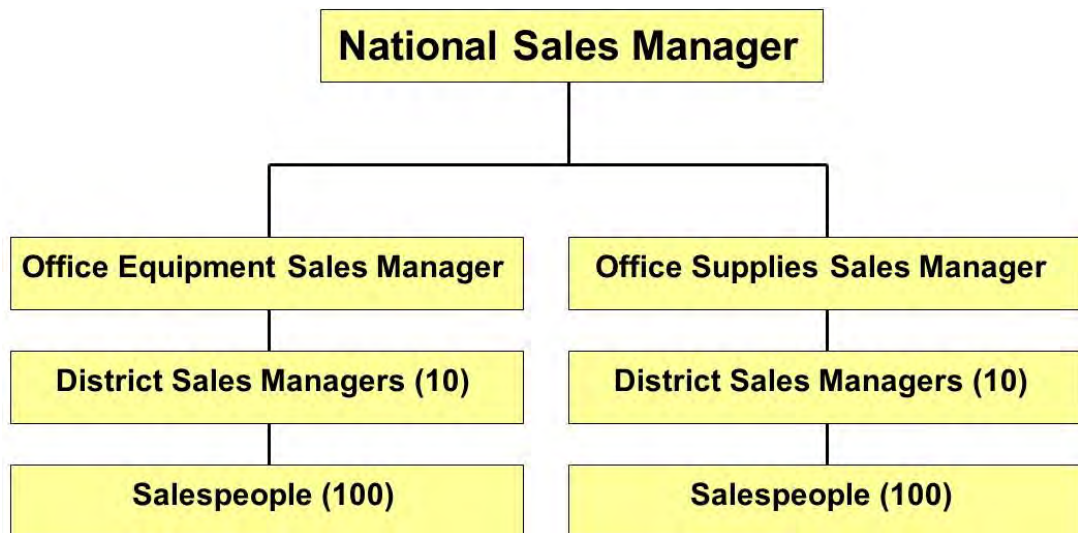 National Sales Manager
Office Equipment Sales Manager
Office Supplies Sales Manager
District Sales Managers (10)
District Sales Managers (10)
Salespeople (100)
Salespeople (100)